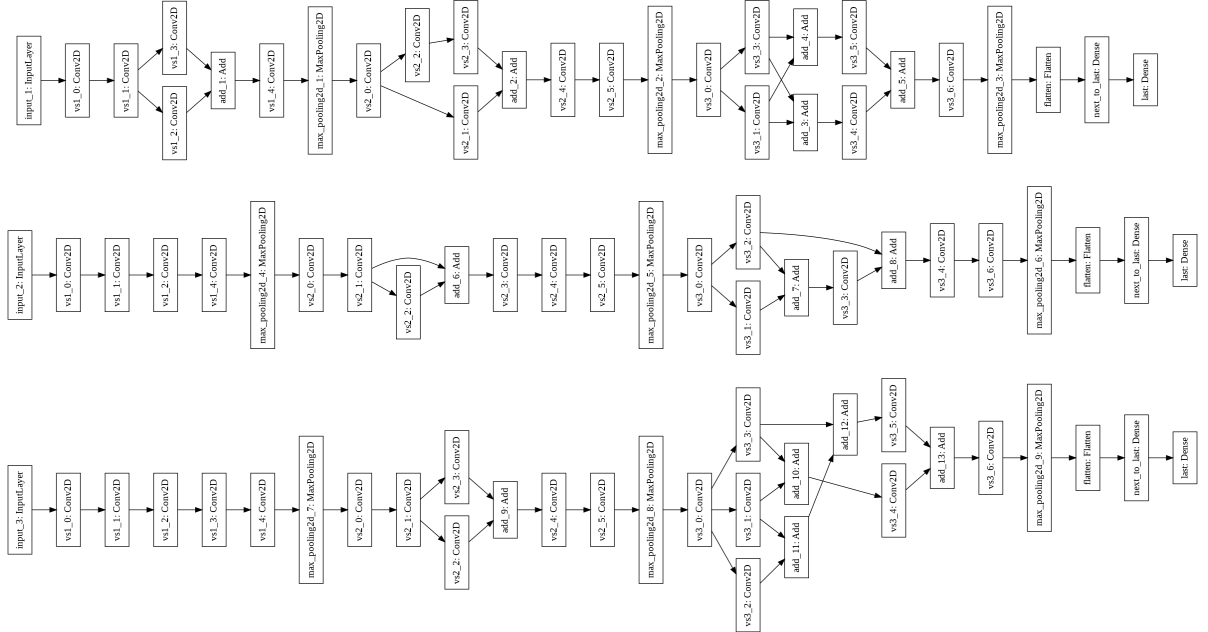 input_1: InputLayer
vs1_0: Conv2D
vs1_1: Conv2D
vs1_3: Conv2D
vs1_2: Conv2D
add_1: Add
vs1_4: Conv2D
max_pooling2d_1: MaxPooling2D
vs2_0: Conv2D
vs2_2: Conv2D
vs2_3: Conv2D
vs2_1: Conv2D
add_2: Add
vs2_4: Conv2D
vs2_5: Conv2D
max_pooling2d_2: MaxPooling2D
vs3_0: Conv2D
vs3_3: Conv2D
vs3_1: Conv2D
add_4: Add
add_3: Add
vs3_5: Conv2D
vs3_4: Conv2D
add_5: Add
vs3_6: Conv2D
max_pooling2d_3: MaxPooling2D
flatten: Flatten
next_to_last: Dense
last: Dense
input_2: InputLayer
vs1_0: Conv2D
vs1_1: Conv2D
vs1_2: Conv2D
vs1_4: Conv2D
max_pooling2d_4: MaxPooling2D
vs2_0: Conv2D
vs2_1: Conv2D
vs2_2: Conv2D
add_6: Add
vs2_3: Conv2D
vs2_4: Conv2D
vs2_5: Conv2D
max_pooling2d_5: MaxPooling2D
vs3_0: Conv2D
vs3_2: Conv2D
vs3_1: Conv2D
add_7: Add
vs3_3: Conv2D
add_8: Add
vs3_4: Conv2D
vs3_6: Conv2D
max_pooling2d_6: MaxPooling2D
flatten: Flatten
next_to_last: Dense
last: Dense
input_3: InputLayer
vs1_0: Conv2D
vs1_1: Conv2D
vs1_2: Conv2D
vs1_3: Conv2D
vs1_4: Conv2D
max_pooling2d_7: MaxPooling2D
vs2_0: Conv2D
vs2_1: Conv2D
vs2_3: Conv2D
vs2_2: Conv2D
add_9: Add
vs2_4: Conv2D
vs2_5: Conv2D
max_pooling2d_8: MaxPooling2D
vs3_0: Conv2D
vs3_3: Conv2D
vs3_1: Conv2D
vs3_2: Conv2D
add_10: Add
add_11: Add
add_12: Add
vs3_5: Conv2D
vs3_4: Conv2D
add_13: Add
vs3_6: Conv2D
max_pooling2d_9: MaxPooling2D
flatten: Flatten
next_to_last: Dense
last: Dense